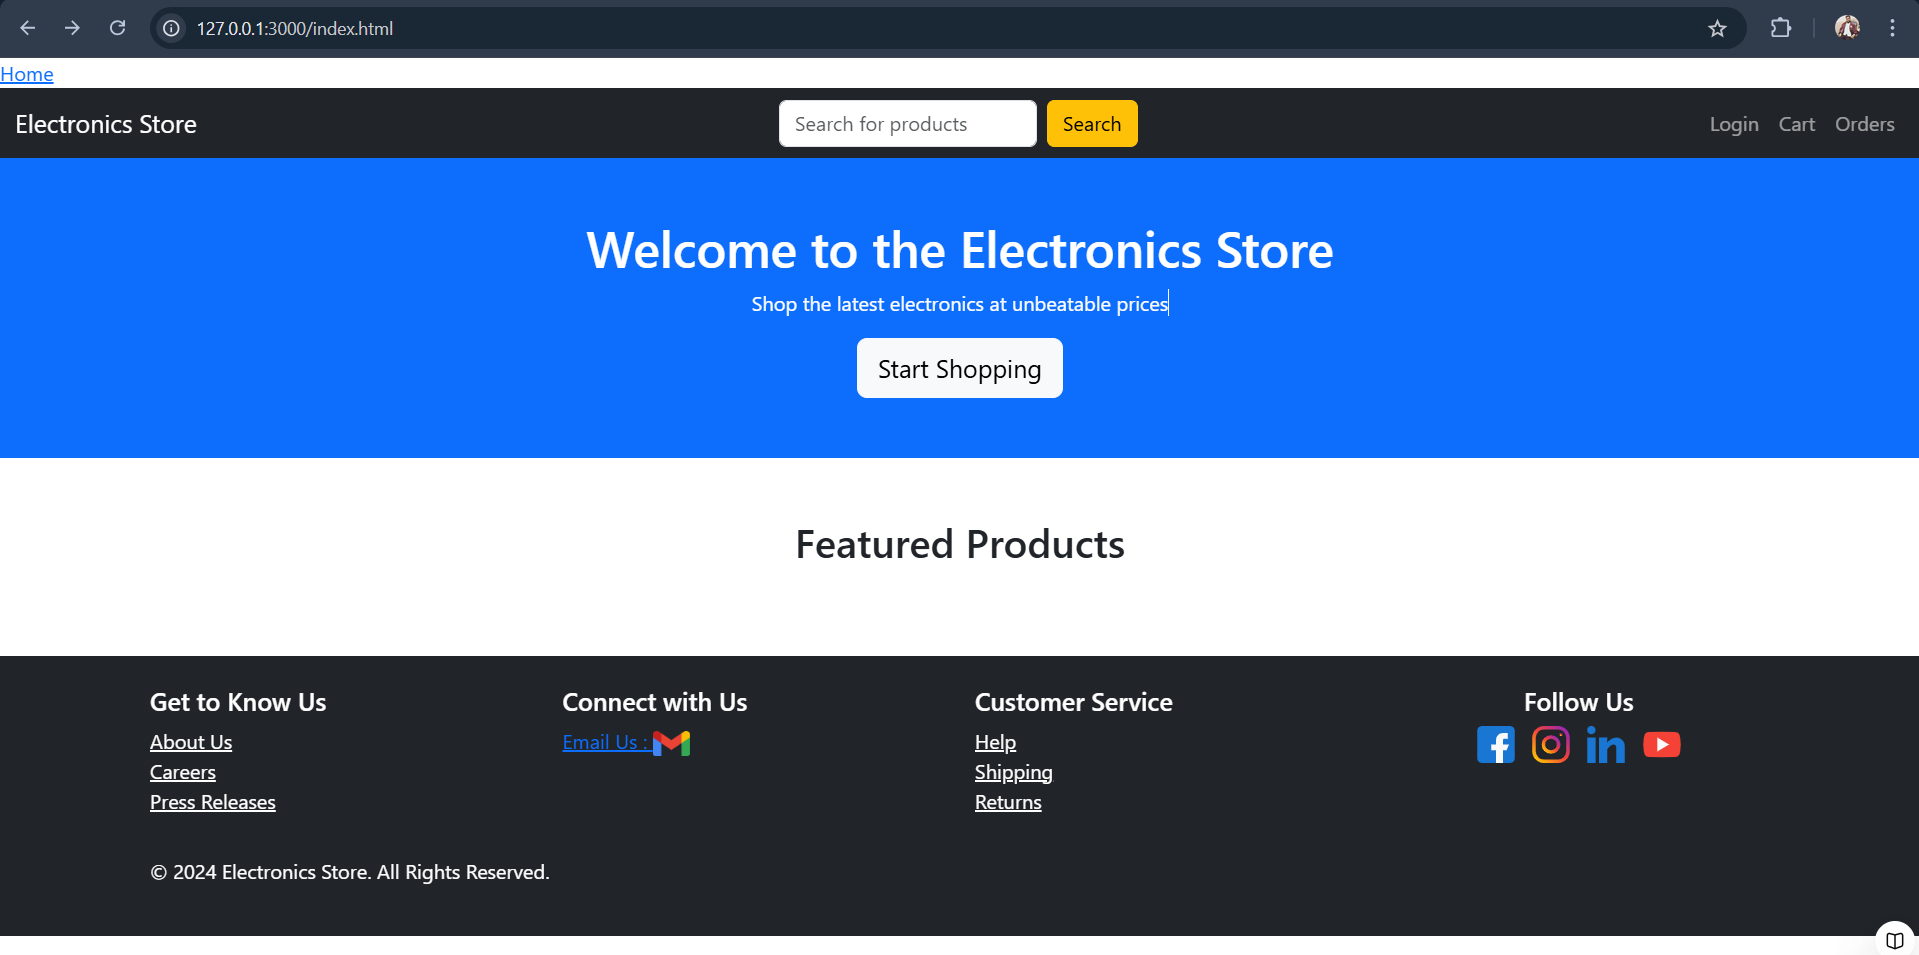 127.0.0.1:3000/index.html
Home
Electronics Store
Search for products
Search
Login Cart Orders
Welcome to the Electronics Store
Shop the latest electronics at unbeatable prices
Start Shopping
Featured Products
Get to Know Us
About Us
Careers
Press Releases
Connect with Us
Email Us :
Customer Service
Help
Shipping
Returns
Follow Us
© 2024 Electronics Store. All Rights Reserved.